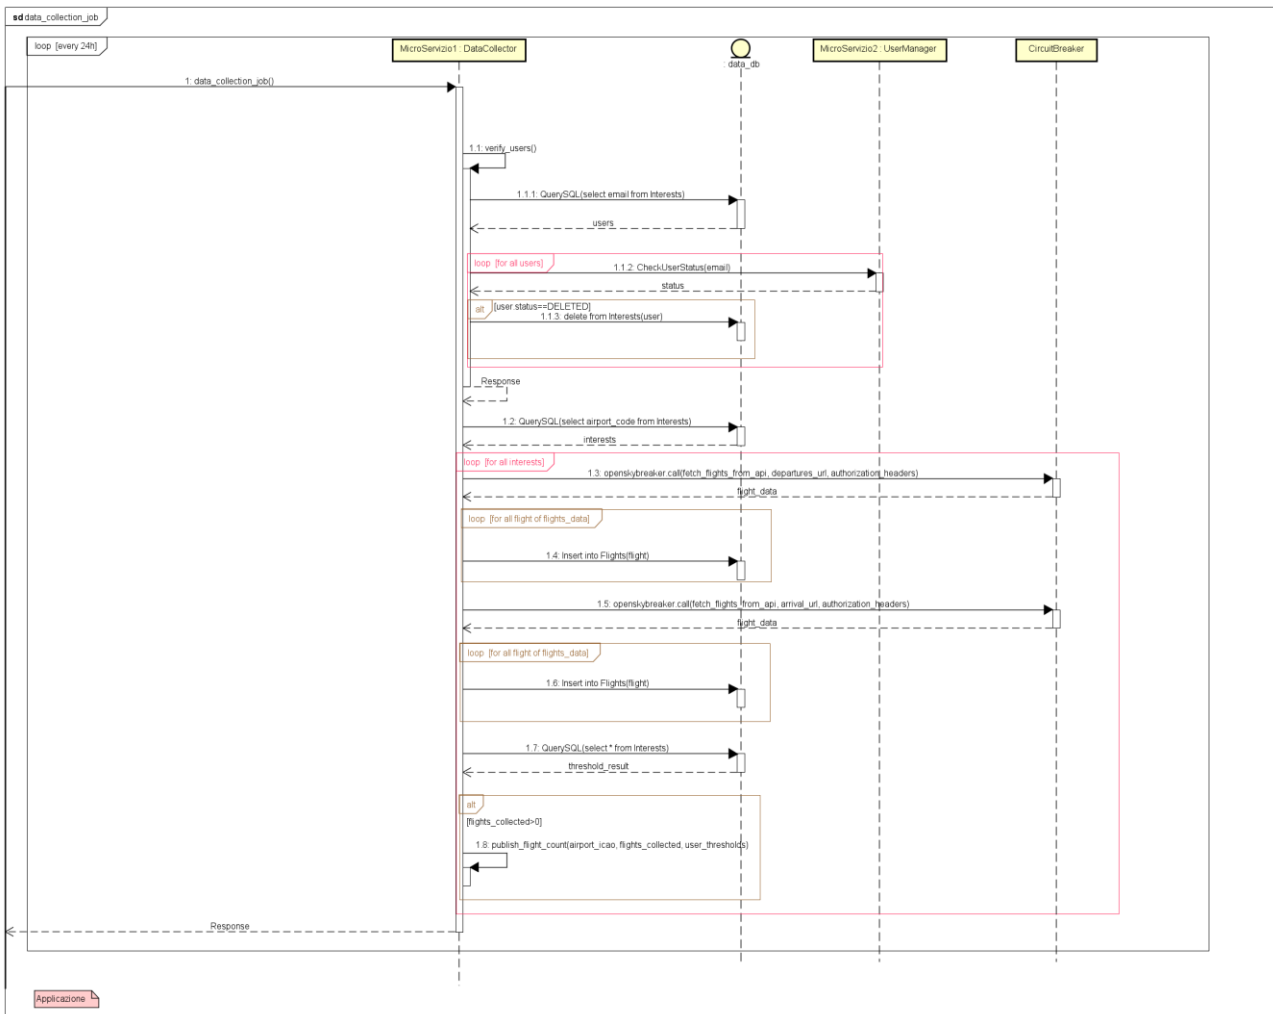 sd data_collection_job
loop [every 24h]
MicroServizio1 : DataCollector
: data_db
MicroServizio2 : UserManager
CircuitBreaker
1: data_collection_job()
1.1: verify_users()
1.1.1: QuerySQL(select email from Interests)
users
loop [for all users]
1.1.2: CheckUserStatus(email)
status
alt [user.status==DELETED]
1.1.3: delete from Interests(user)
Response
1.2: QuerySQL(select airport_code from Interests)
interests
loop [for all interests]
1.3: openskybreaker.call(fetch_flights_from_api, departures_url, authorization_headers)
flight_data
loop [for all flight of flights_data]
1.4: Insert into Flights(flight)
1.5: openskybreaker.call(fetch_flights_from_api, arrival_url, authorization_headers)
flight_data
loop [for all flight of flights_data]
1.6: Insert into Flights(flight)
1.7: QuerySQL(select * from Interests)
threshold_result
alt
[flights_collected>0]
1.8: publish_flight_count(airport_icao, flights_collected, user_thresholds)
Response
Applicazione